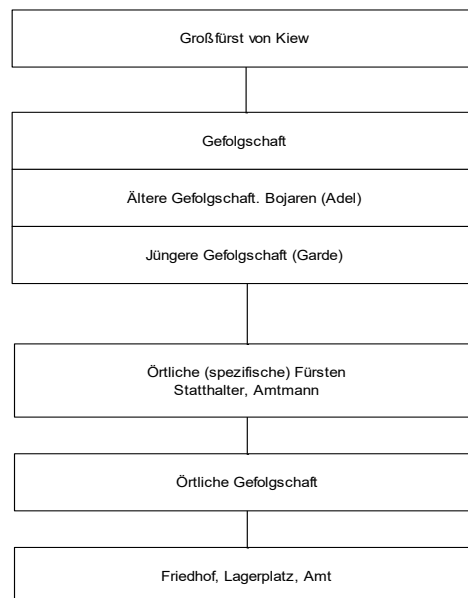 Großfürst von Kiew
Gefolgschaft
Ältere Gefolgschaft. Bojaren (Adel)
Jüngere Gefolgschaft (Garde)
Örtliche (spezifische) Fürsten
Statthalter, Amtmann
Örtliche Gefolgschaft
Friedhof, Lagerplatz, Amt